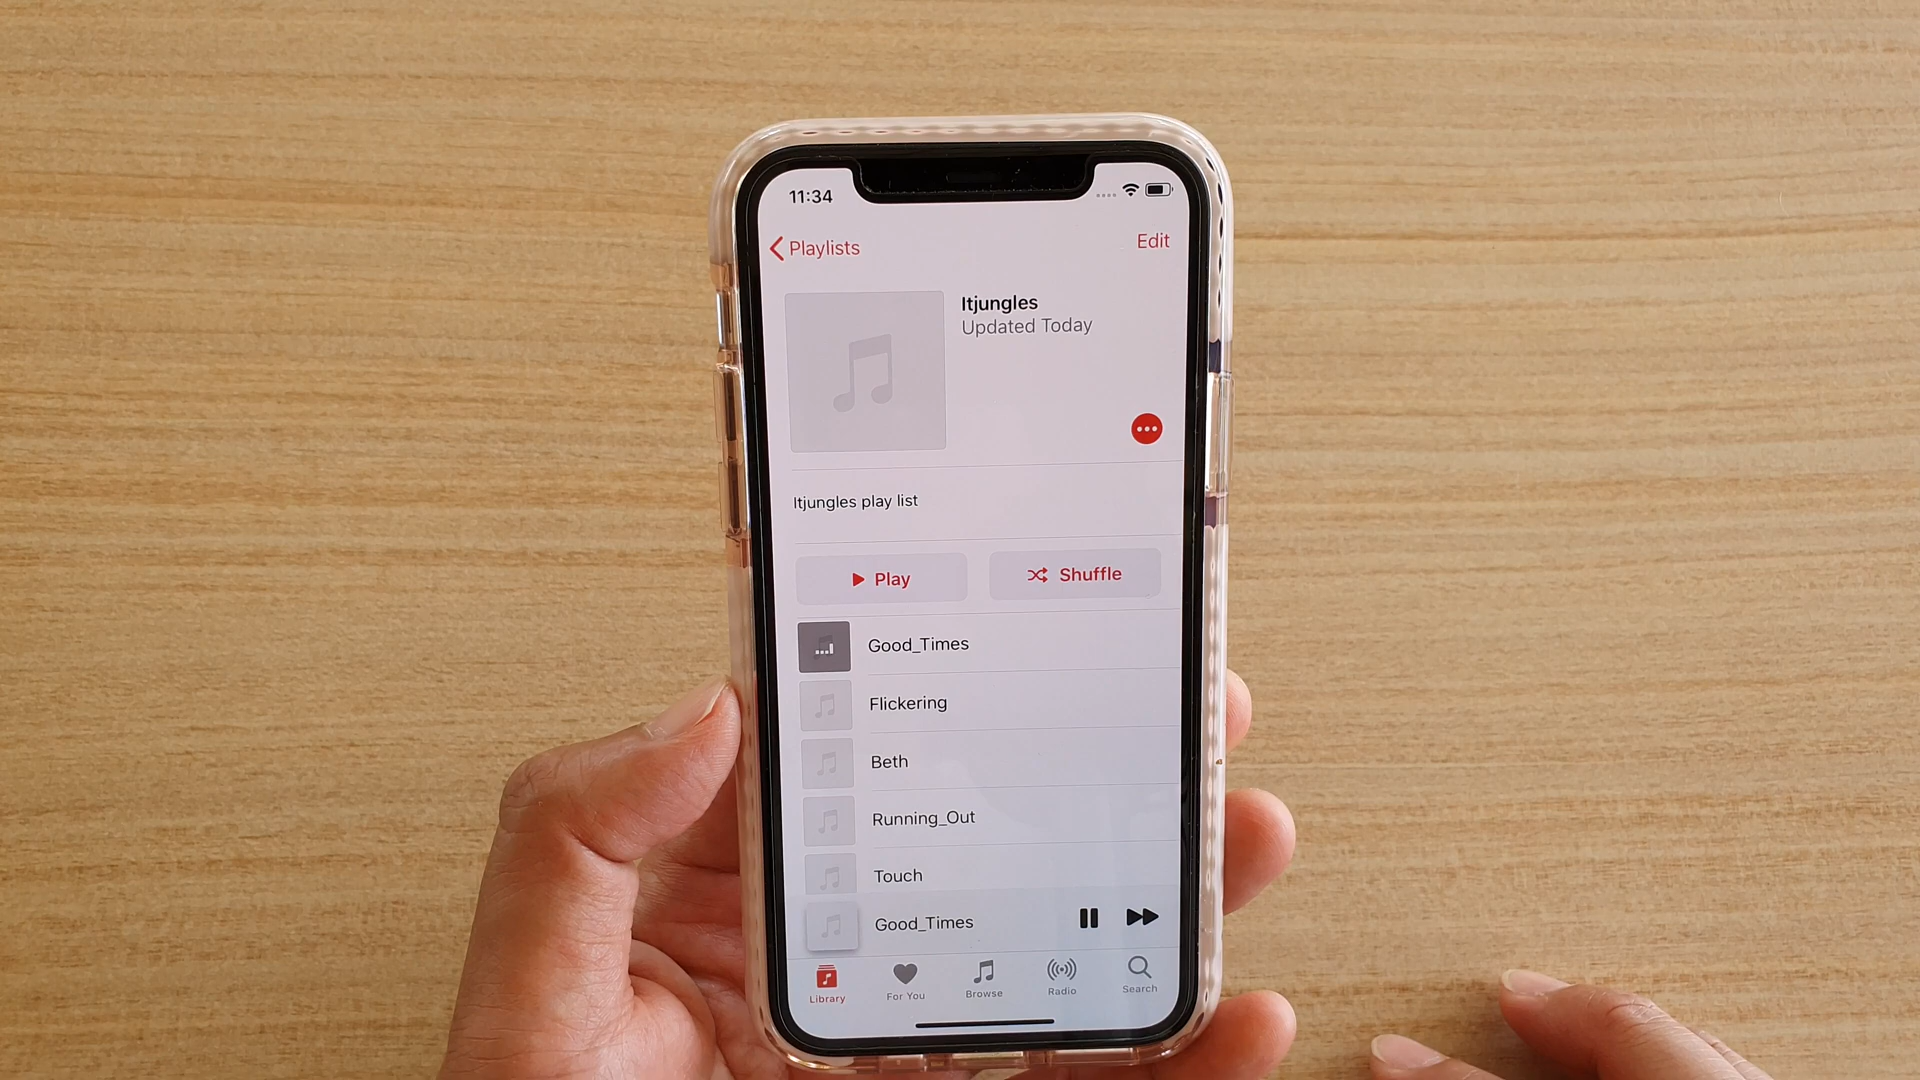 11:34
Playlists
Edit
Itjungles
Updated Today
Itjungles play list
Play
Shuffle
Good_Times
Flickering
Beth
Running_Out
Touch
Good_Times
Library
For You
Browse
Radio
Search